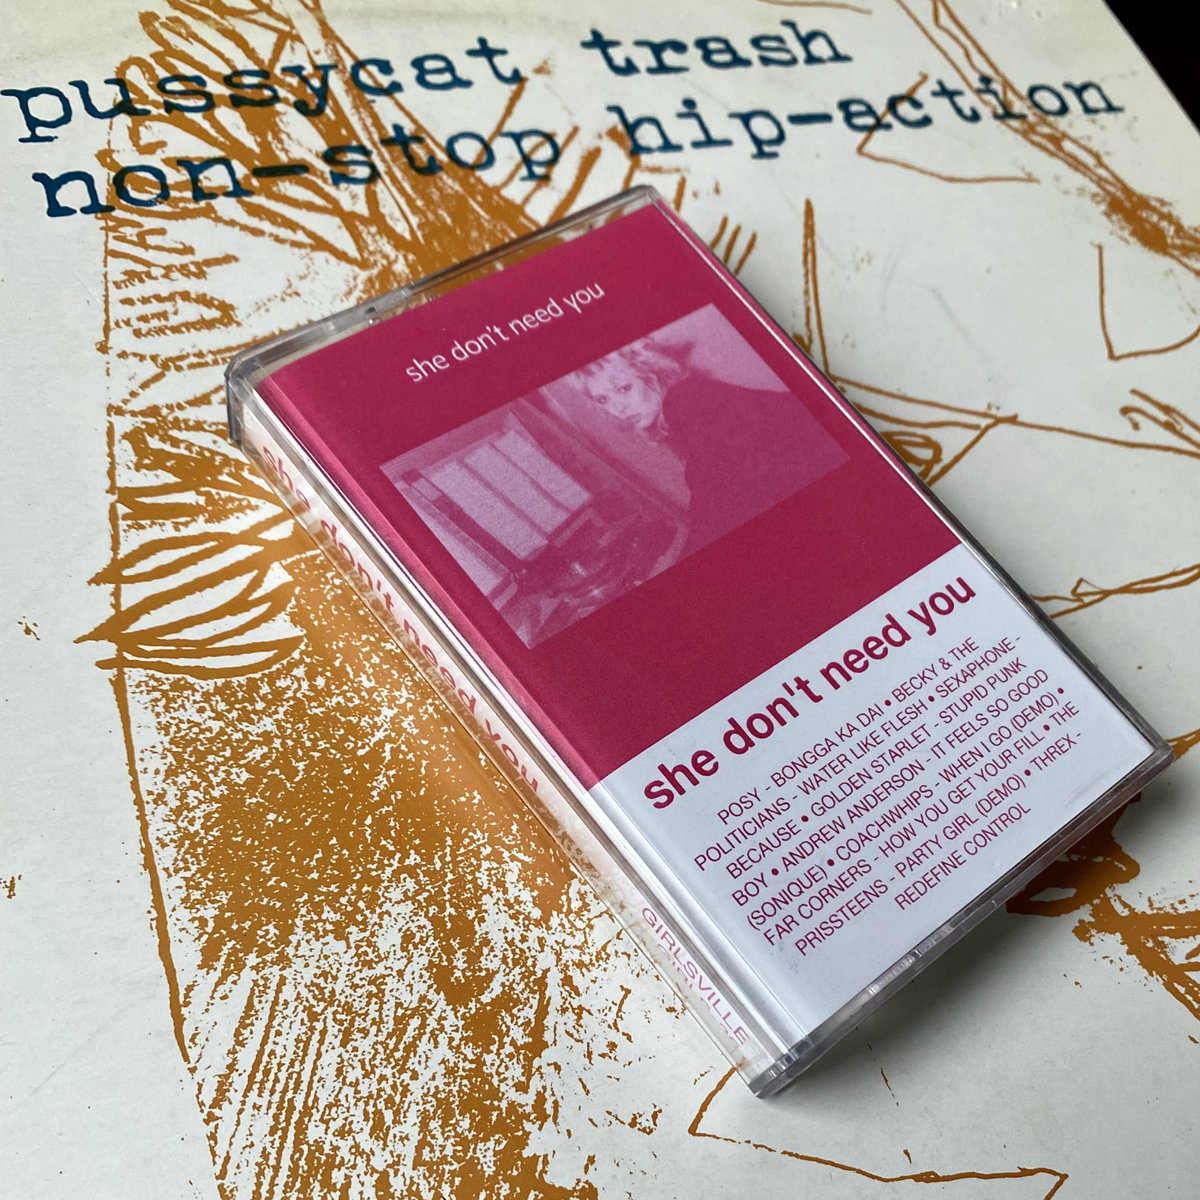 pussycat trash
non-stop hip-action
she don't need you
she don't need you
POSY - BONGGA KA DAI • BECKY & THE
POLITICIANS - WATER LIKE FLESH • SEXAPHONE -
BECAUSE • GOLDEN STARLET - STUPID PUNK
BOY • ANDREW ANDERSON - IT FEELS SO GOOD
(SONIQUE) • COACHWHIPS - WHEN I GO (DEMO) •
FAR CORNERS - HOW YOU GET YOUR FILL • THE
PRISSTEENS - PARTY GIRL (DEMO) • THREX -
REDEFINE CONTROL
she don't need you
GIRLSVILLE